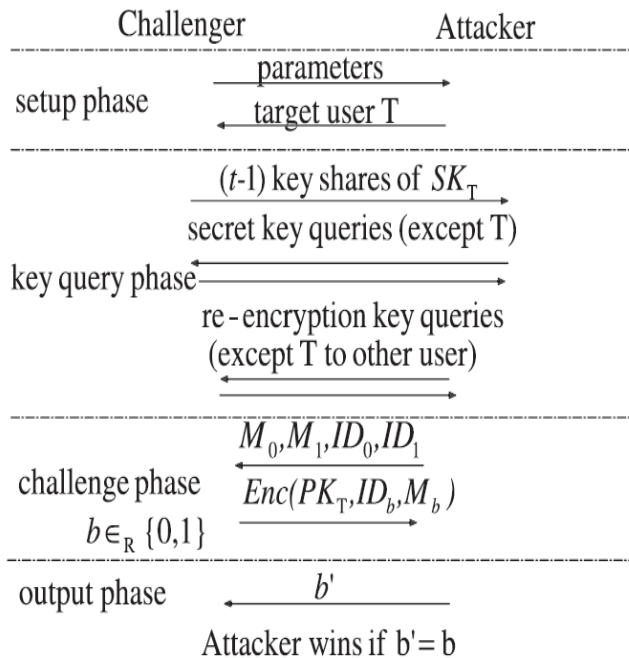 Challenger Attacker
parameters
setup phase
target user T
(t-1) key shares of SK_T
secret key queries (except T)
key query phase
re-encryption key queries
(except T to other user)
M_0, M_1, ID_0, ID_1
challenge phase
Enc(PK_T, ID_b, M_b)
b∈_R {0,1}
output phase
b'
Attacker wins if b'= b